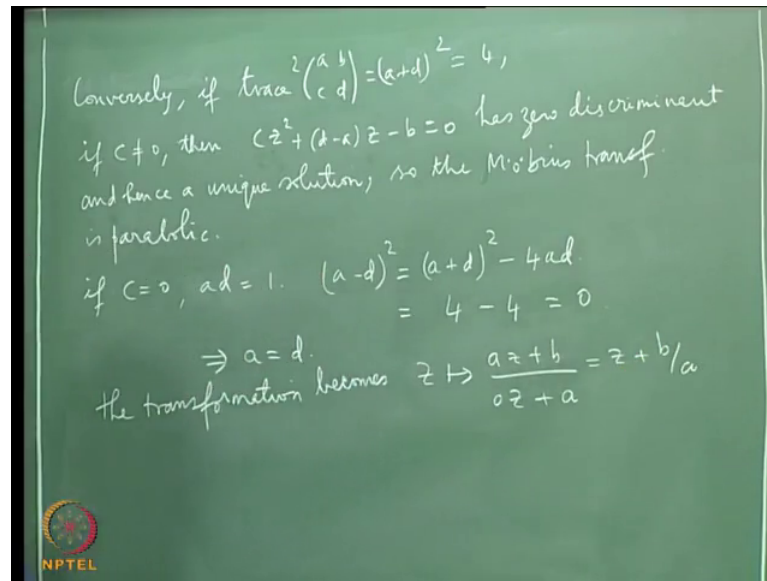 Conversely, if trace²(a b
c d) = (a+d)² = 4,
if c ≠ 0, then cz² + (d-a)z - b = 0 has zero discriminant
and hence a unique solution, so the Möbius transf.
is parabolic.
if c = 0, ad = 1. (a-d)² = (a+d)² - 4ad
= 4 - 4 = 0
⇒ a = d.
the transformation becomes z ↦ (az+b)/(0z+a) = z + b/a
NPTEL